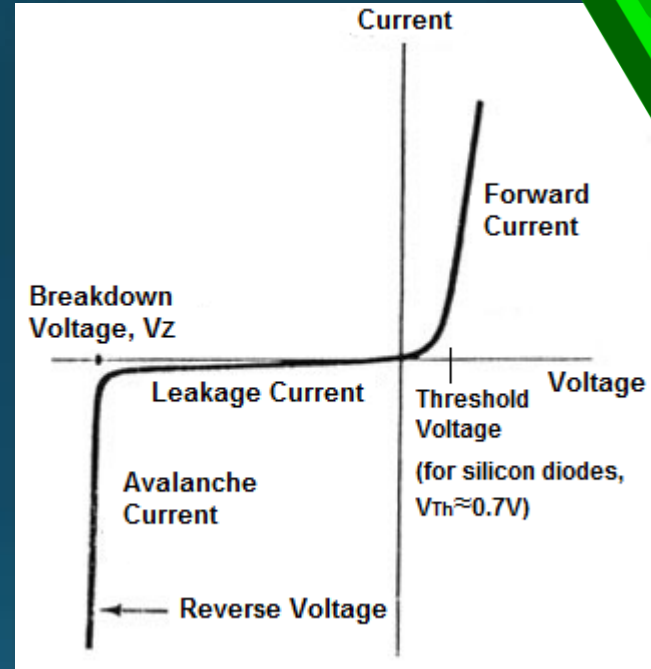 Current
Forward
Current
Breakdown
Voltage, Vz
Leakage Current
Voltage
Threshold
Voltage
(for silicon diodes,
VTh≈0.7V)
Avalanche
Current
Reverse Voltage